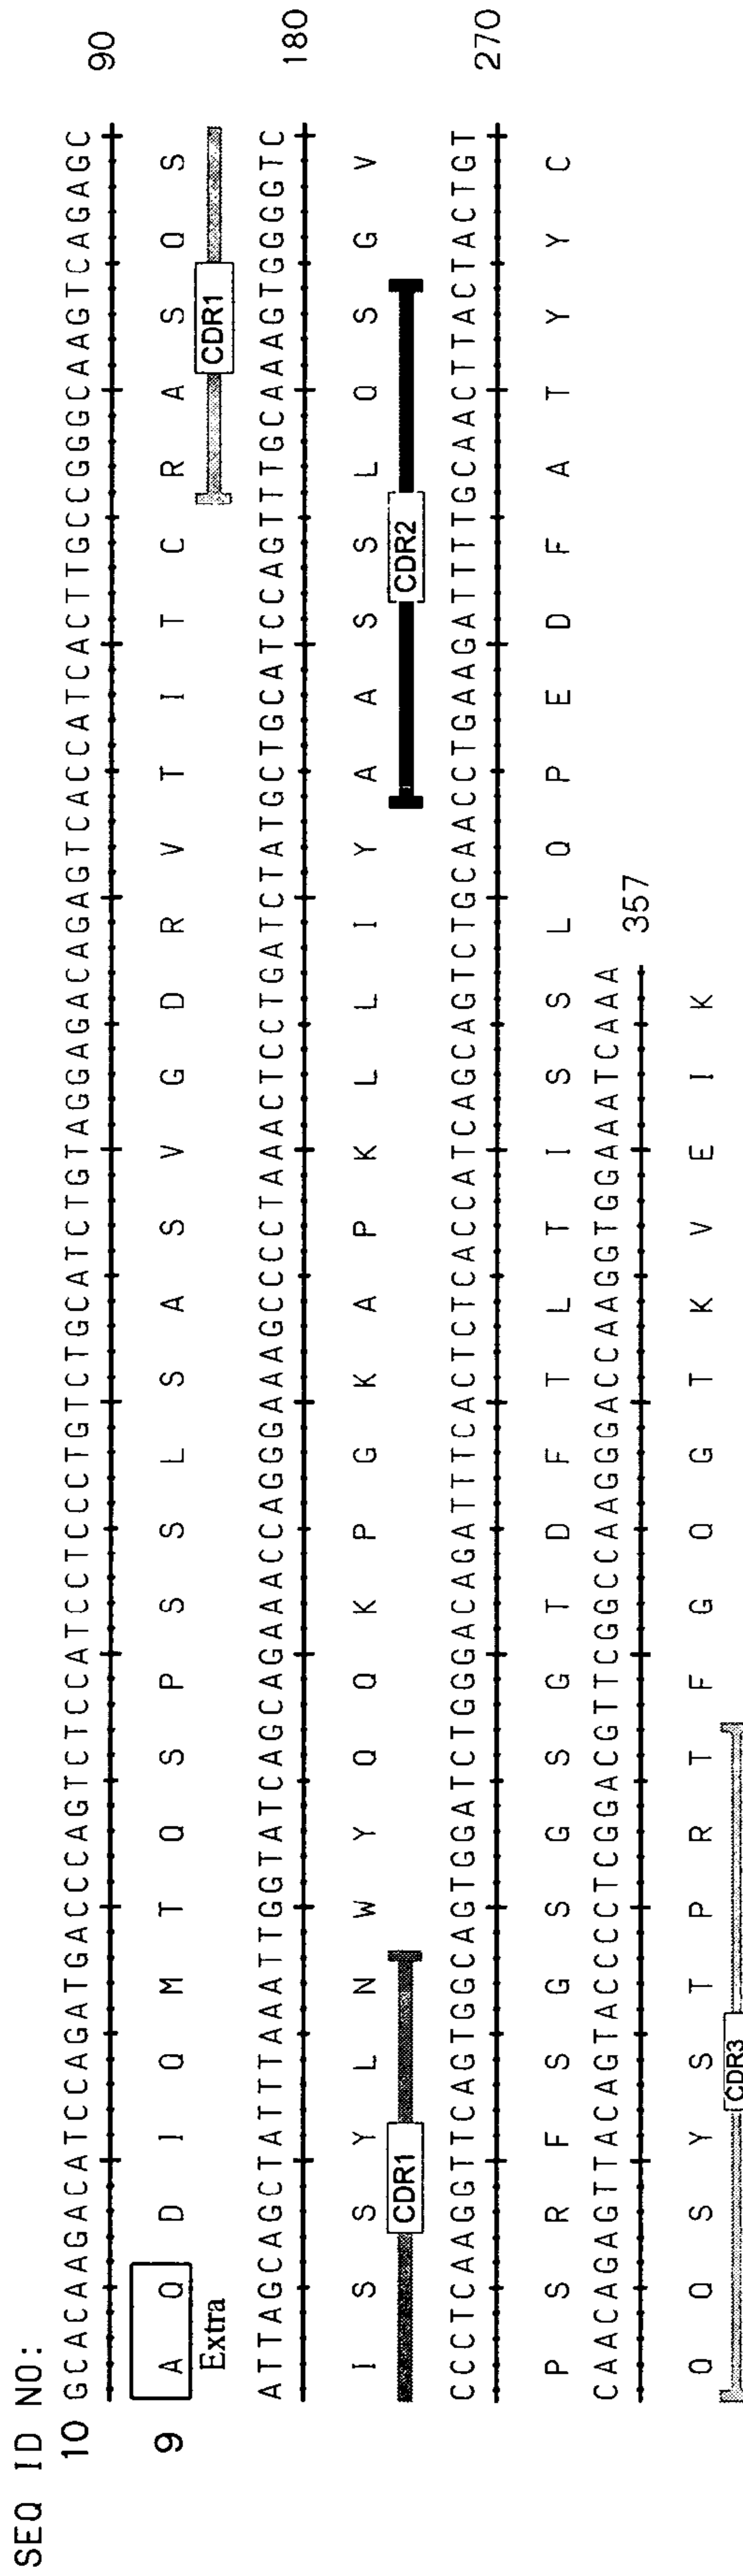 SEQ ID NO:
10 GCACAAGACATCCAGATGACCCAGTCTCCATCCTCCCTGTCTGCATCTGTAGGAGACAGAGTCACCATCACTTGCCGGGCAAGTCAGAGC 90
9 A Q D I Q M T Q S P S S L S A S V G D R V T I T C R A S Q S
Extra CDR1
ATTAGCAGCTATTTAAATTGGTATCAGCAGAAACCAGGGAAAGCCCCTAAACTCCTGATCTATGCTGCATCCAGTTTGCAAAGTGGGGTC 180
I S S Y L N W Y Q Q K P G K A P K L L I Y A A S S L Q S G V
CDR1 CDR2
CCCTCAAGGTTCAGTGGCAGTGGATCTGGGACAGATTTCACTCTCACCATCAGCAGTCTGCAACCTGAAGATTTTGCAACTTACTACTGT 270
P S R F S G S G S G T D F T L T I S S L Q P E D F A T Y Y C
CAACAGAGTTACAGTACCCCTCGGACGTTCGGCCAAGGGACCAAGGTGGAAATCAAA 357
Q Q S Y S T P R T F G Q G T K V E I K
CDR3